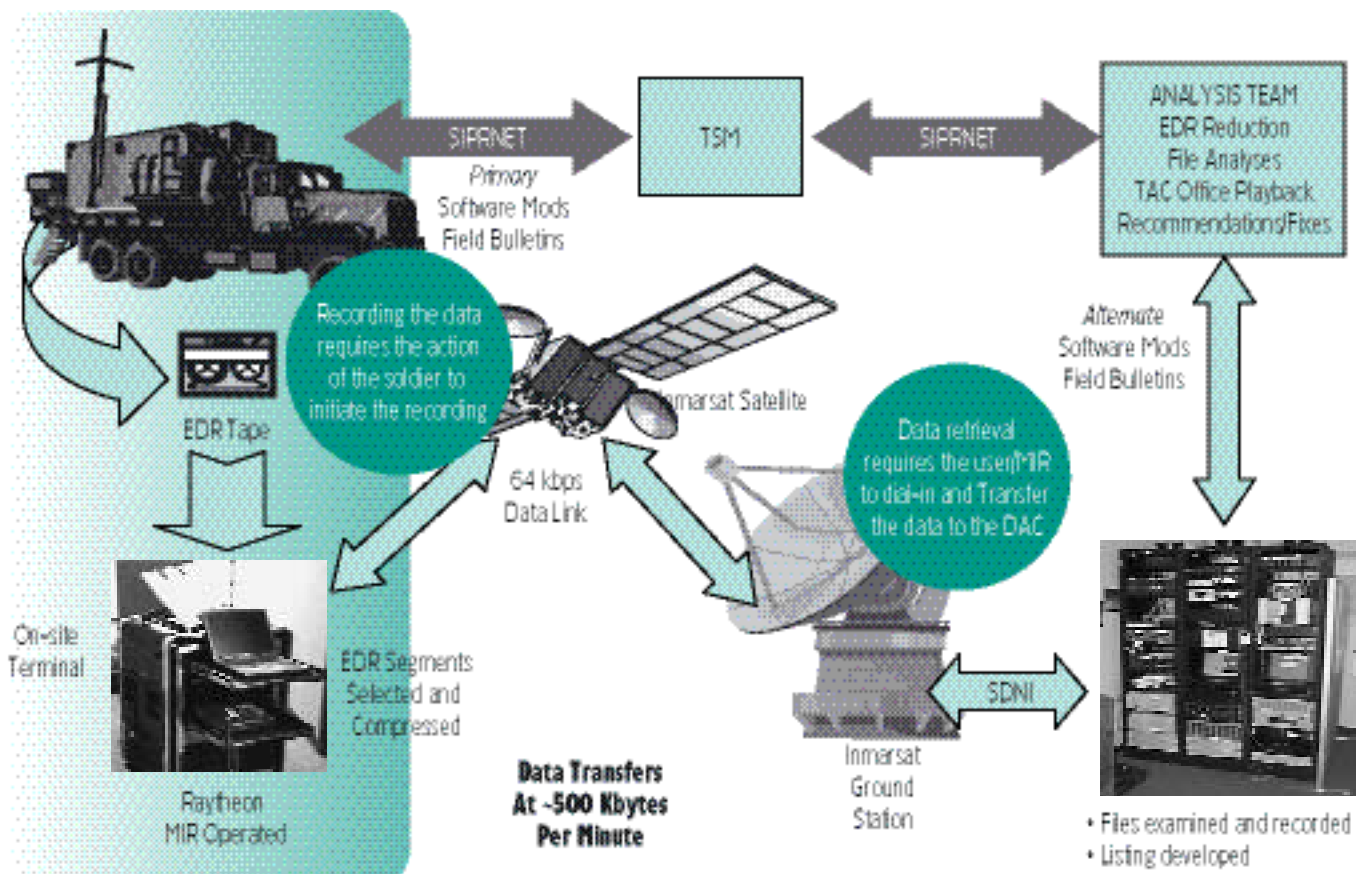 SIPRNET
TSM
SIPRNET
ANALYSIS TEAM
EDR Reduction
File Analyses
TAC Office Playback
Recommendations/Fixes
Primary
Software Mods
Field Bulletins
Recording the data
requires the action
of the soldier to
initiate the recording
EDR Tape
Inmarsat Satellite
64 kbps
Data Link
Alternate
Software Mods
Field Bulletins
Data retrieval
requires the user/MIR
to dial-in and Transfer
the data to the DAC
On-site
Terminal
EDR Segments
Selected and
Compressed
Raytheon
MIR Operated
Data Transfers
At ~500 Kbytes
Per Minute
Inmarsat
Ground
Station
SDNI
• Files examined and recorded
• Listing developed